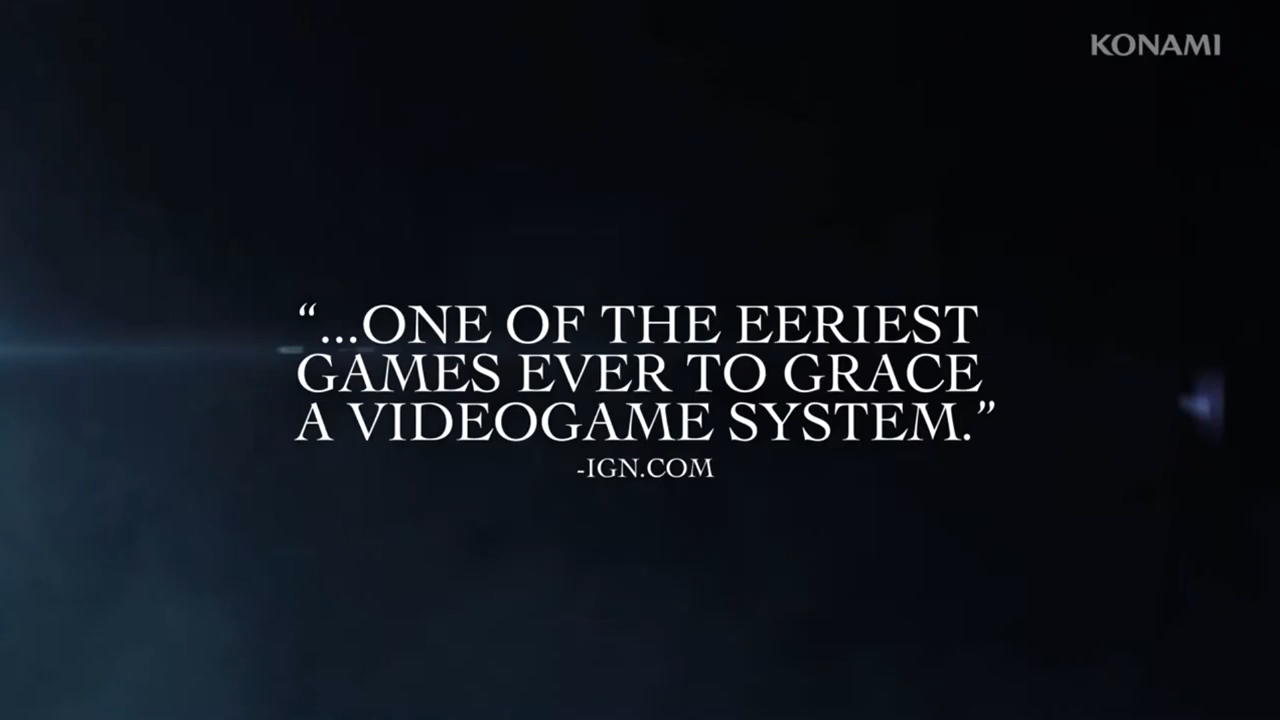 KONAMI
“...ONE OF THE EERIEST
GAMES EVER TO GRACE
A VIDEOGAME SYSTEM.”
-IGN.COM